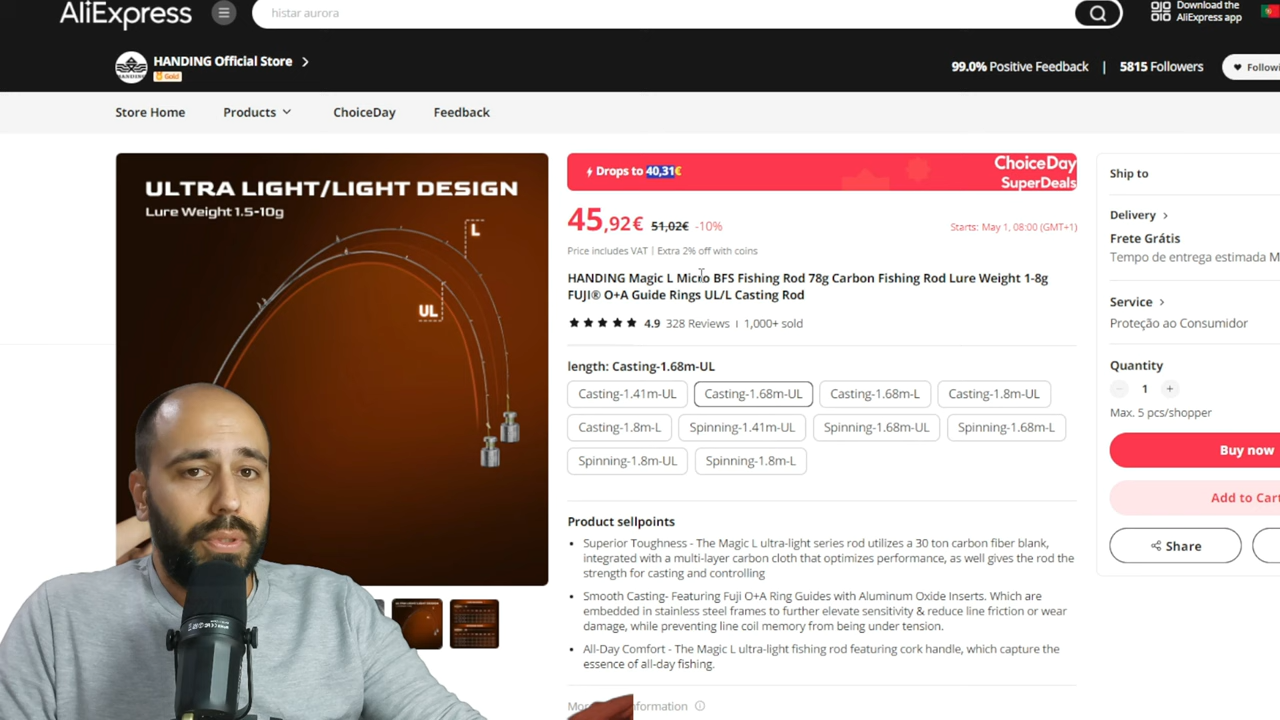 AliExpress
histar aurora
Download the
AliExpress app
HANDING
HANDING Official Store
Gold
99.0% Positive Feedback | 5815 Followers
Followi
Store Home
Products
ChoiceDay
Feedback
ULTRA LIGHT/LIGHT DESIGN
Lure Weight 1.5-10g
L
UL
Drops to 40,31€
ChoiceDay
SuperDeals
45,92€ 51,02€ -10%
Starts: May 1, 08:00 (GMT+1)
Price includes VAT | Extra 2% off with coins
HANDING Magic L Micro BFS Fishing Rod 78g Carbon Fishing Rod Lure Weight 1-8g
FUJI® O+A Guide Rings UL/L Casting Rod
4.9 328 Reviews | 1,000+ sold
length: Casting-1.68m-UL
Casting-1.41m-UL
Casting-1.68m-UL
Casting-1.68m-L
Casting-1.8m-UL
Casting-1.8m-L
Spinning-1.41m-UL
Spinning-1.68m-UL
Spinning-1.68m-L
Spinning-1.8m-UL
Spinning-1.8m-L
Product sellpoints
• Superior Toughness - The Magic L ultra-light series rod utilizes a 30 ton carbon fiber blank,
integrated with a multi-layer carbon cloth that optimizes performance, as well gives the rod the
strength for casting and controlling
• Smooth Casting- Featuring Fuji O+A Ring Guides with Aluminum Oxide Inserts. Which are
embedded in stainless steel frames to further elevate sensitivity & reduce line friction or wear
damage, while preventing line coil memory from being under tension.
• All-Day Comfort - The Magic L ultra-light fishing rod featuring cork handle, which capture the
essence of all-day fishing.
Ship to
Delivery
Frete Grátis
Tempo de entrega estimada M
Service
Proteção ao Consumidor
Quantity
1
Max. 5 pcs/shopper
Buy now
Add to Cart
Share